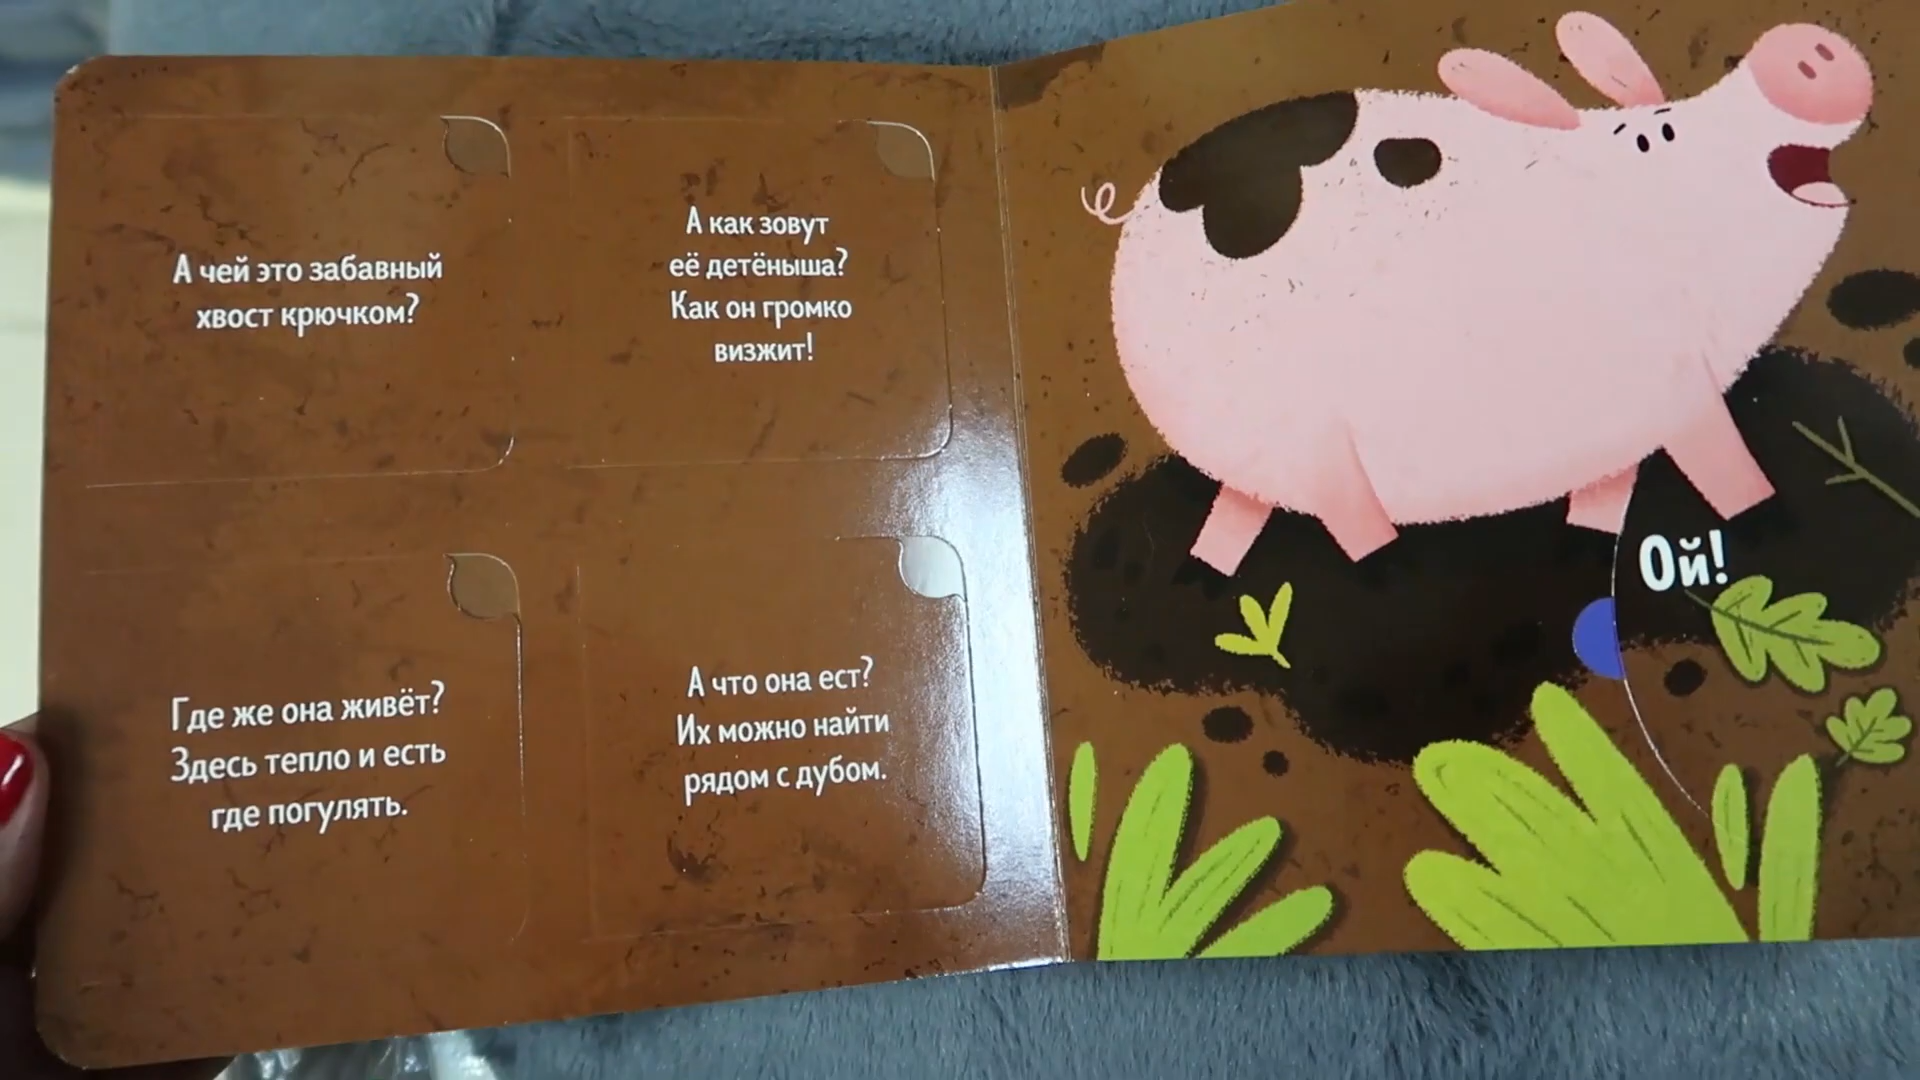 А чей это забавный
хвост крючком?
А как зовут
её детёныша?
Как он громко
визжит!
Где же она живёт?
Здесь тепло и есть
где погулять.
А что она ест?
Их можно найти
рядом с дубом.
Ой!